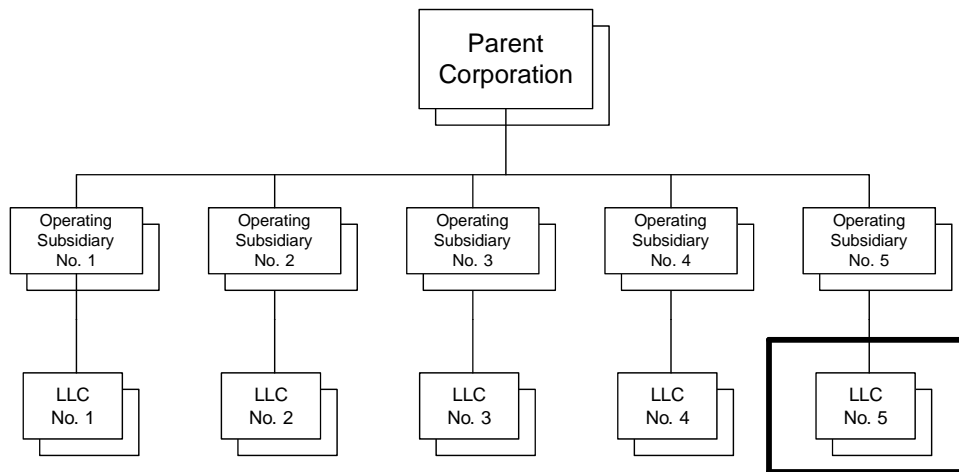 Parent
Corporation
Operating
Subsidiary
No. 1
Operating
Subsidiary
No. 2
Operating
Subsidiary
No. 3
Operating
Subsidiary
No. 4
Operating
Subsidiary
No. 5
LLC
No. 1
LLC
No. 2
LLC
No. 3
LLC
No. 4
LLC
No. 5